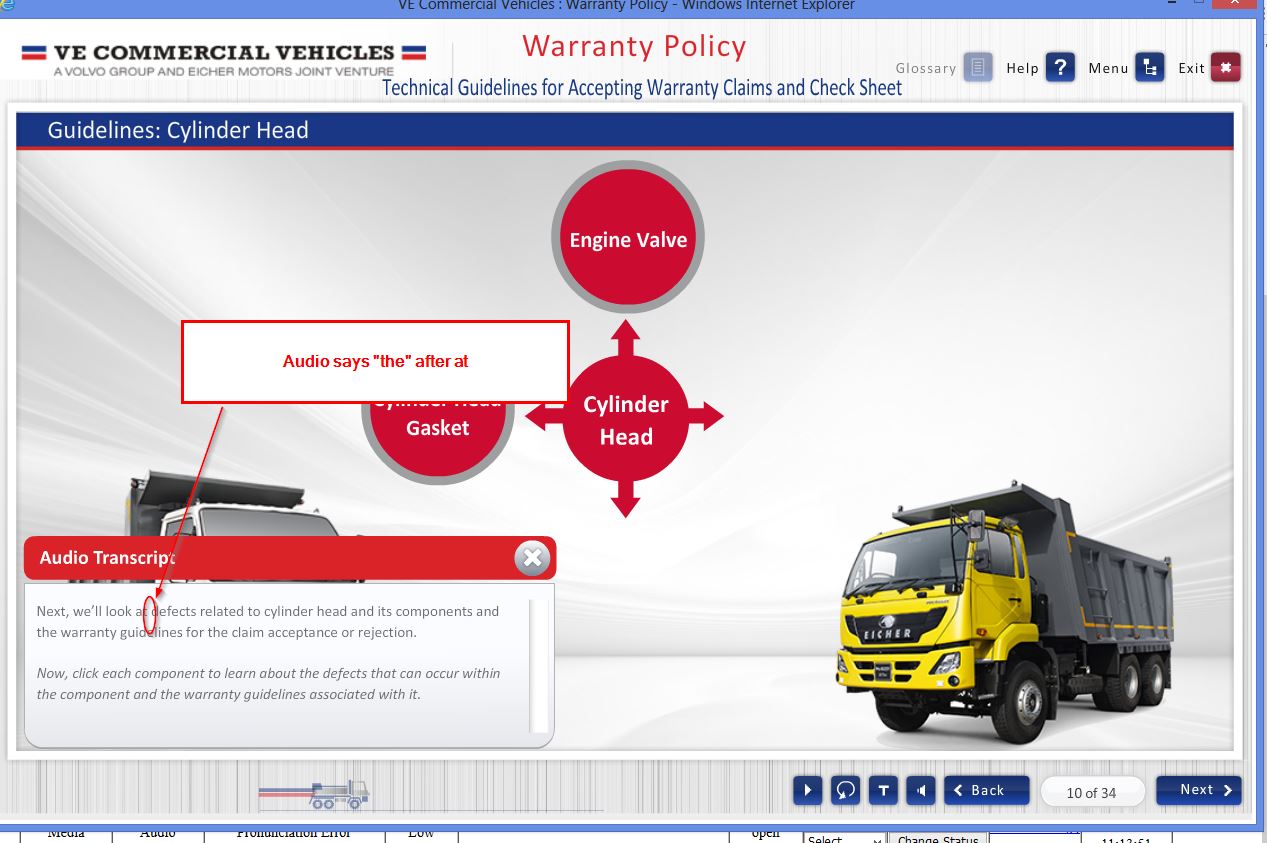 VE Commercial Vehicles : Warranty Policy - Windows Internet Explorer
VE COMMERCIAL VEHICLES
A VOLVO GROUP AND EICHER MOTORS JOINT VENTURE
Warranty Policy
Technical Guidelines for Accepting Warranty Claims and Check Sheet
Glossary Help ? Menu Exit
Guidelines: Cylinder Head
Engine Valve
Audio says "the" after at
Cylinder Head
Gasket
Cylinder
Head
Audio Transcript
Next, we'll look at defects related to cylinder head and its components and
the warranty guidelines for the claim acceptance or rejection.
Now, click each component to learn about the defects that can occur within
the component and the warranty guidelines associated with it.
EICHER
T Back 10 of 34 Next
Media Audio Pronunciation Error Low open Select Change Status 11:13:51